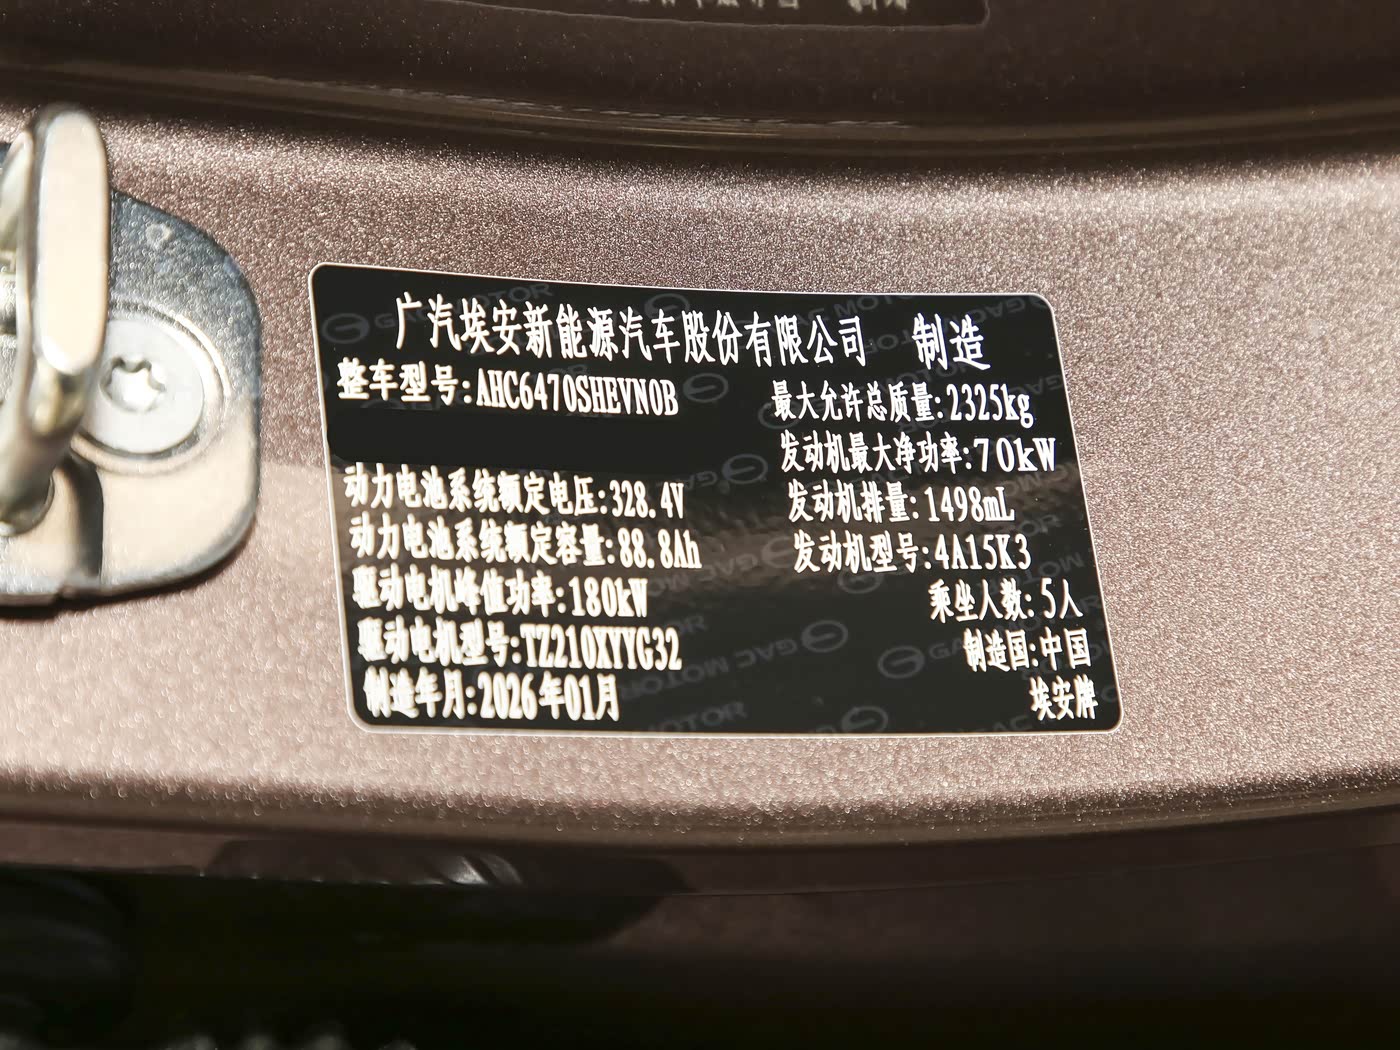 广汽埃安新能源汽车股份有限公司 制造
整车型号:AHC6470SHEVN0B
最大允许总质量:2325kg
发动机最大净功率:70kW
动力电池系统额定电压:328.4V
发动机排量:1498mL
动力电池系统额定容量:88.8Ah
发动机型号:4A15K3
驱动电机峰值功率:180kW
乘坐人数:5人
驱动电机型号:TZ210XYYG32
制造国:中国
制造年月:2026年01月
埃安牌
GAC MOTOR